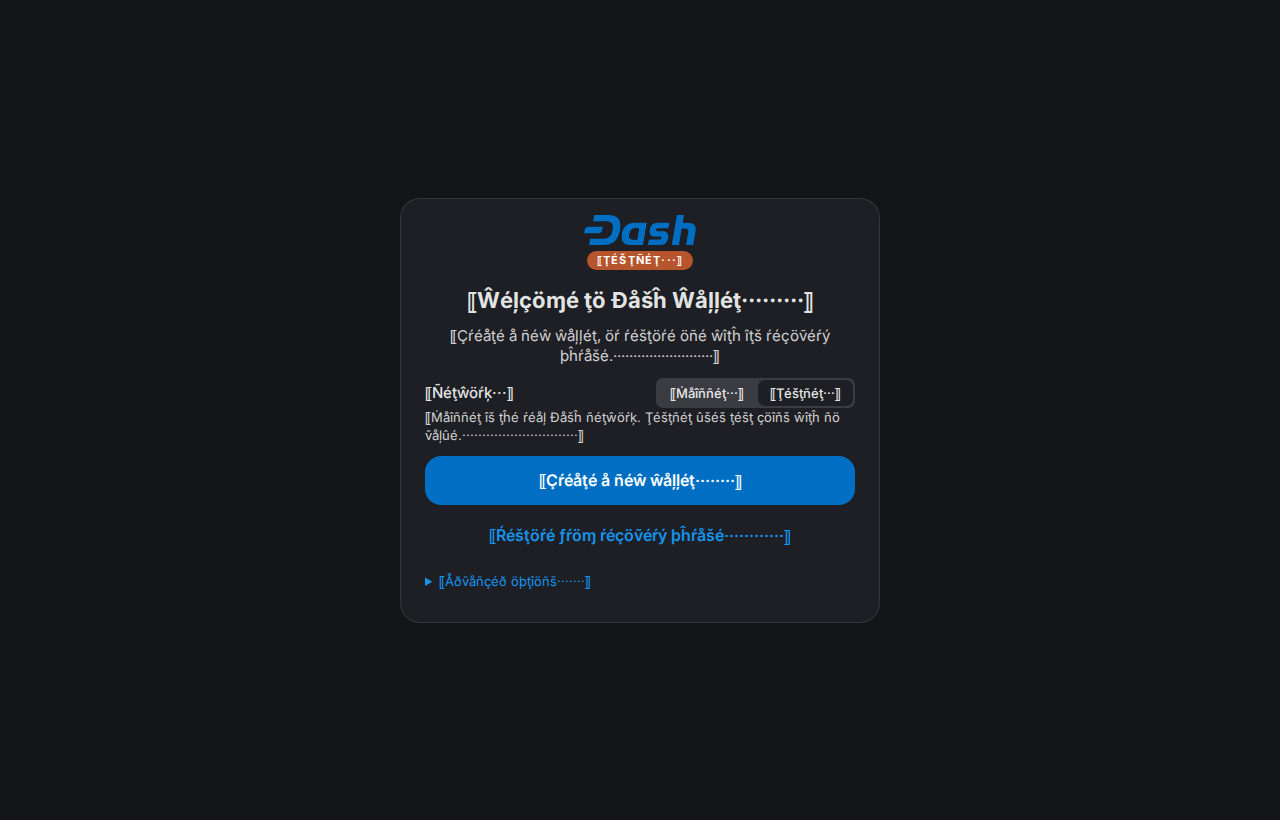 Dash
⟦ŢÉŠŢÑÉŢ···⟧
⟦Ŵéļçöɱé ţö Ðåšĥ Ŵåļļéţ·········⟧
⟦Çŕéåţé å ñéŵ ŵåļļéţ, öŕ ŕéšţöŕé öñé ŵîţĥ îţš ŕéçöṽéŕý
þĥŕåšé.·························⟧
⟦Ñéţŵöŕķ···⟧
⟦Ṁåîññéţ···⟧ ⟦Ţéšţñéţ···⟧
⟦Ṁåîññéţ îš ţĥé ŕéåļ Ðåšĥ ñéţŵöŕķ. Ţéšţñéţ ûšéš ţéšţ çöîñš ŵîţĥ ñö
ṽåļûé.·····························⟧
⟦Çŕéåţé å ñéŵ ŵåļļéţ········⟧
⟦Ŕéšţöŕé ƒŕöɱ ŕéçöṽéŕý þĥŕåšé············⟧
⟦Åðṽåñçéð öþţîöñš·······⟧